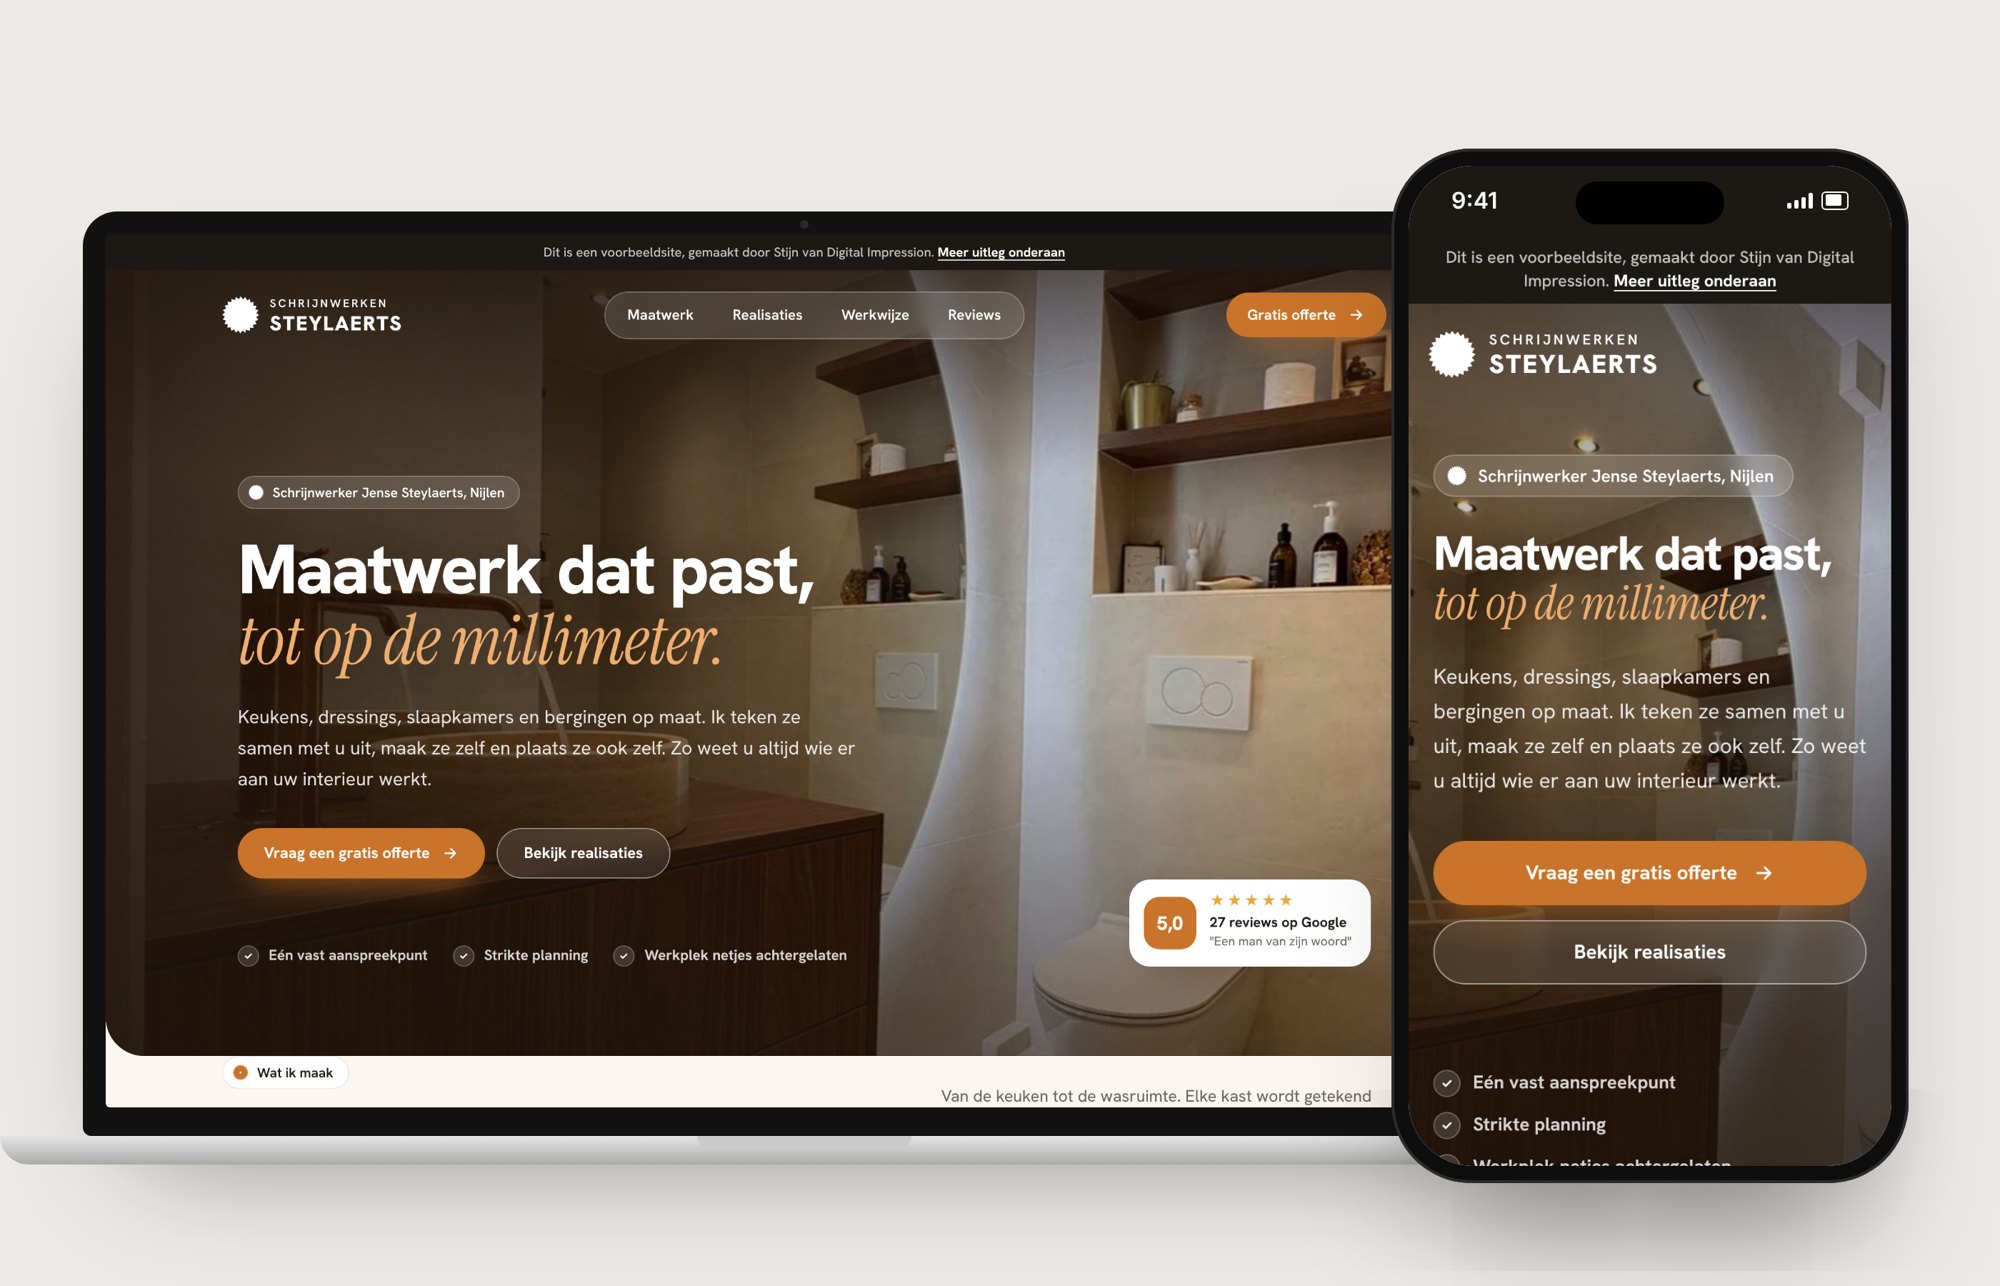 Dit is een voorbeeldsite, gemaakt door Stijn van Digital Impression. Meer uitleg onderaan
SCHRIJNWERKEN
STEYLAERTS
Maatwerk
Realisaties
Werkwijze
Reviews
Gratis offerte →
Schrijnwerker Jense Steylaerts, Nijlen
Maatwerk dat past,
tot op de millimeter.
Keukens, dressings, slaapkamers en bergingen op maat. Ik teken ze
samen met u uit, maak ze zelf en plaats ze ook zelf. Zo weet u altijd wie er
aan uw interieur werkt.
Vraag een gratis offerte →
Bekijk realisaties
Eén vast aanspreekpunt
Strikte planning
Werkplek netjes achtergelaten
5,0
★★★★★
27 reviews op Google
"Een man van zijn woord"
Wat ik maak
Van de keuken tot de wasruimte. Elke kast wordt getekend
9:41
Dit is een voorbeeldsite, gemaakt door Stijn van Digital
Impression. Meer uitleg onderaan
SCHRIJNWERKEN
STEYLAERTS
Schrijnwerker Jense Steylaerts, Nijlen
Maatwerk dat past,
tot op de millimeter.
Keukens, dressings, slaapkamers en
bergingen op maat. Ik teken ze samen met u
uit, maak ze zelf en plaats ze ook zelf. Zo weet
u altijd wie er aan uw interieur werkt.
Vraag een gratis offerte →
Bekijk realisaties
Eén vast aanspreekpunt
Strikte planning
Werkplek netjes achtergelaten